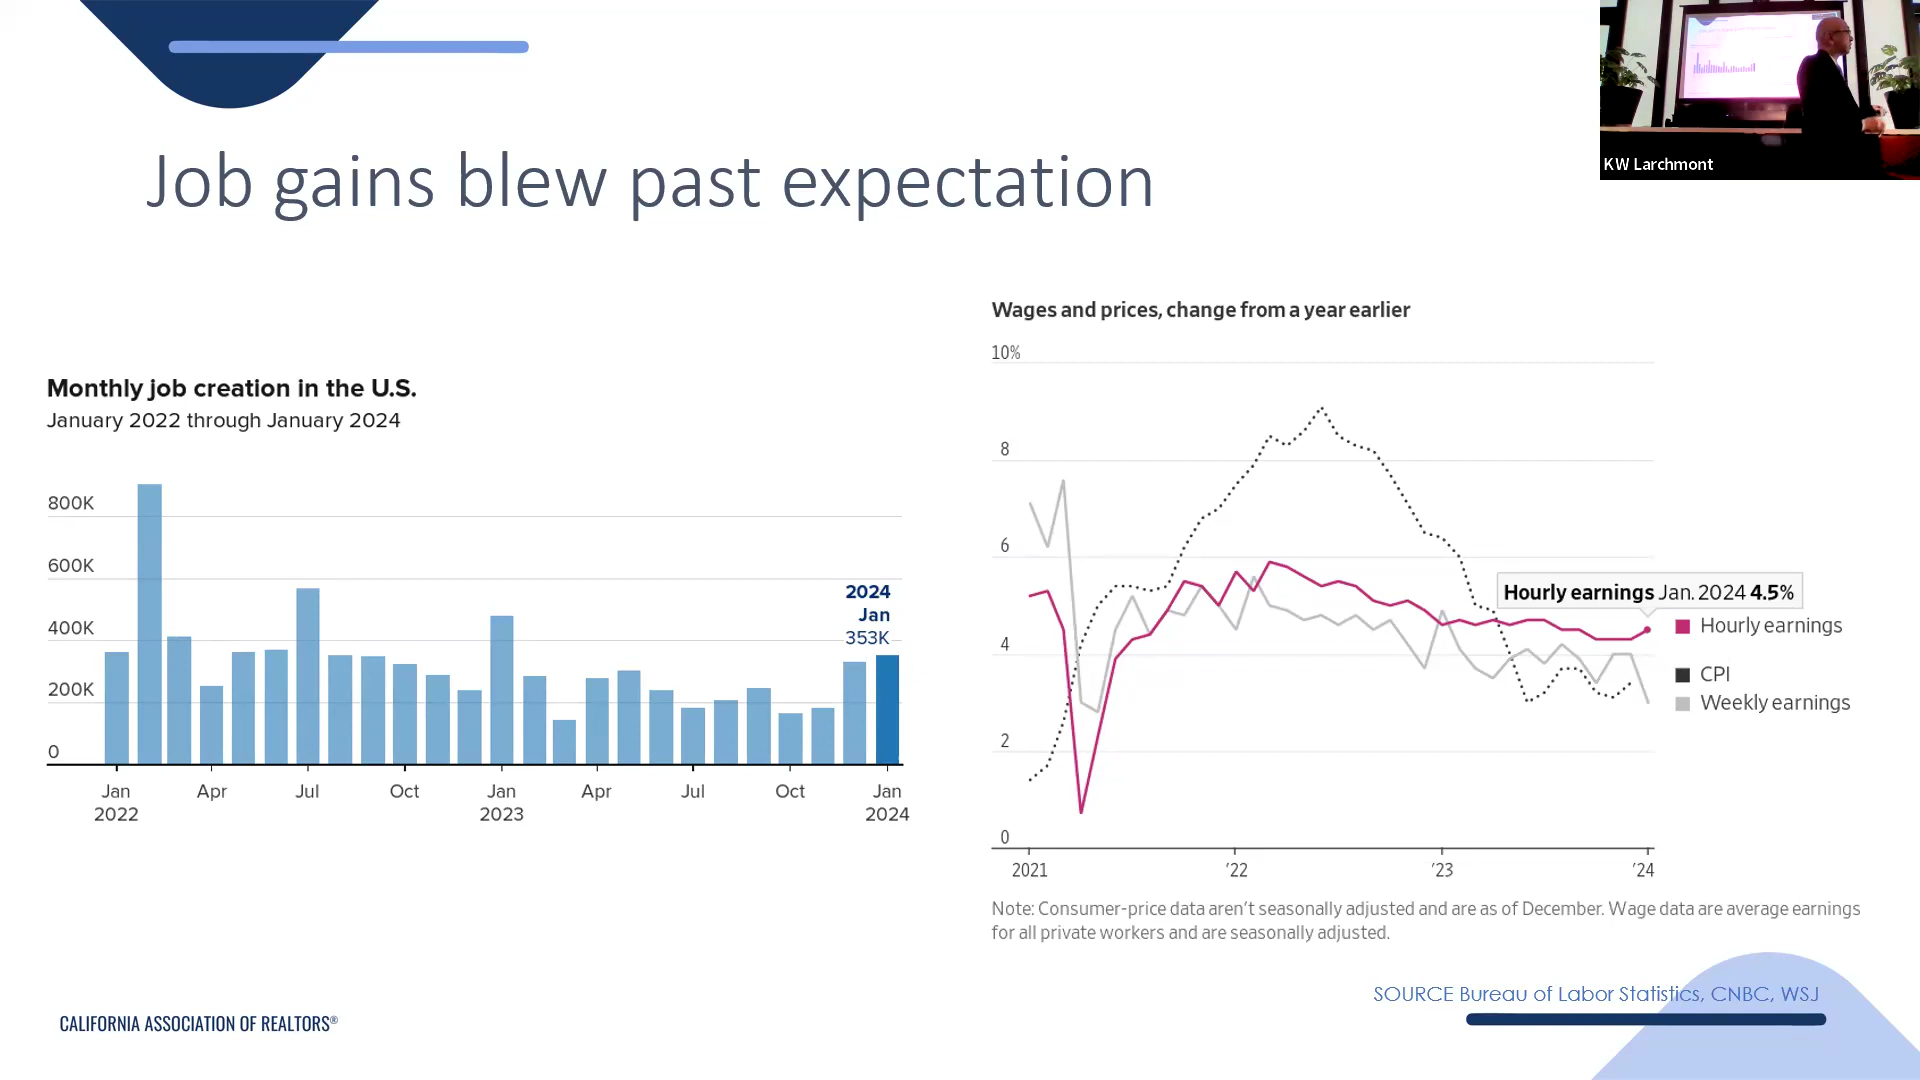 KW Larchmont
Job gains blew past expectation
Monthly job creation in the U.S.
January 2022 through January 2024
800K
600K
400K
200K
0
2024
Jan
353K
Jan
2022
Apr
Jul
Oct
Jan
2023
Apr
Jul
Oct
Jan
2024
Wages and prices, change from a year earlier
10%
8
6
4
2
0
2021
'22
'23
'24
Hourly earnings Jan. 2024 4.5%
Hourly earnings
CPI
Weekly earnings
Note: Consumer-price data aren't seasonally adjusted and are as of December. Wage data are average earnings
for all private workers and are seasonally adjusted.
SOURCE Bureau of Labor Statistics, CNBC, WSJ
CALIFORNIA ASSOCIATION OF REALTORS®